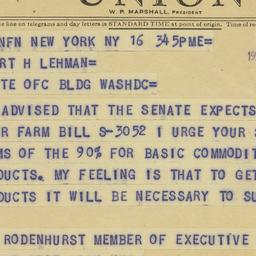 UNION
W. P. MARSHALL, PRESIDENT
line on telegrams and day letters is STANDARD TIME at point of origin. Time of re
NFN NEW YORK NY 16 345PME=
RT H LEHMAN=
TE OFC BLDG WASHDC=
ADVISED THAT THE SENATE EXPECTS
R FARM BILL S-3052 I URGE YOUR S
MS OF THE 90% FOR BASIC COMMODIT
DUCTS. MY FEELING IS THAT TO GET
DUCTS IT WILL BE NECESSARY TO SU
RODENHURST MEMBER OF EXECUTIVE